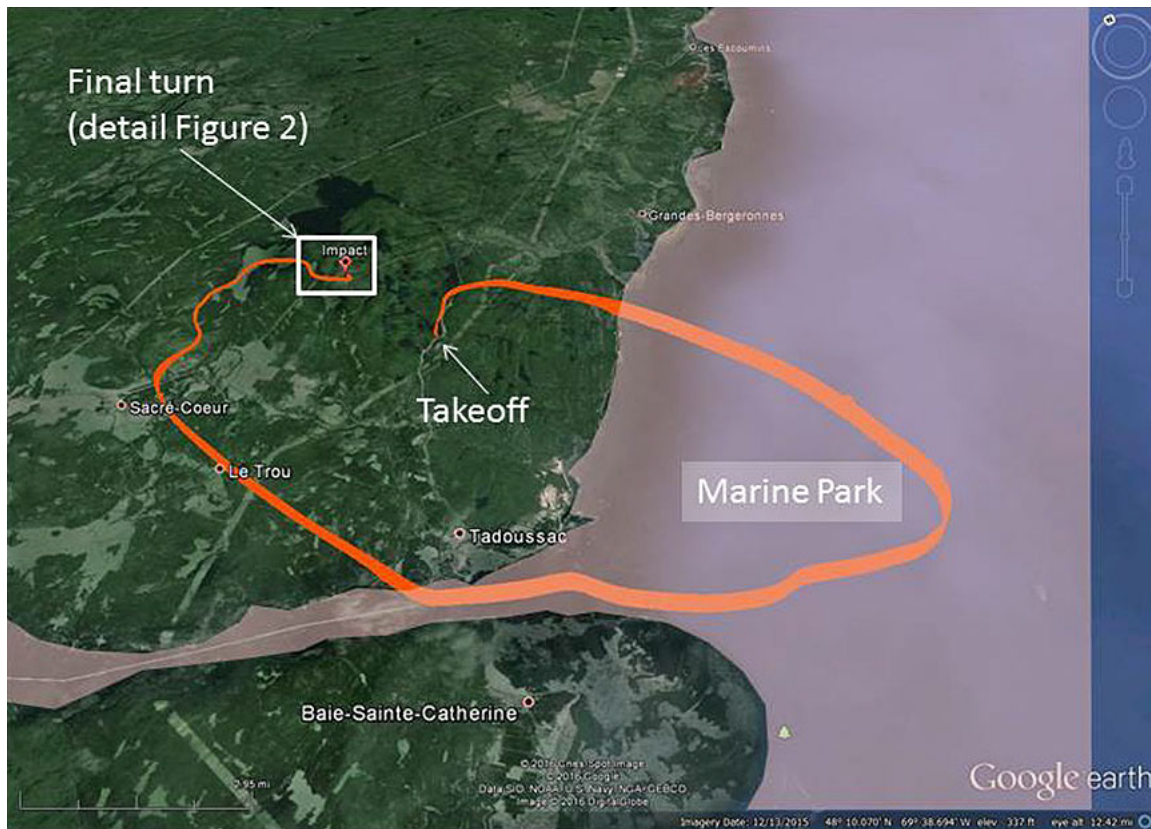 Les Escoumins
Final turn
(detail Figure 2)
Grandes-Bergeronnes
Impact
Takeoff
Sacré-Coeur
Le Trou
Marine Park
Tadoussac
Baie-Sainte-Catherine
© 2016 Cnes/Spot Image
© 2016 Google
Data SIO, NOAA, U.S. Navy, NGA, GEBCO
Image © 2016 DigitalGlobe
Google earth
Imagery Date: 12/13/2015 48° 10.070' N 69° 38.694' W elev 337 ft eye alt 12.42 mi